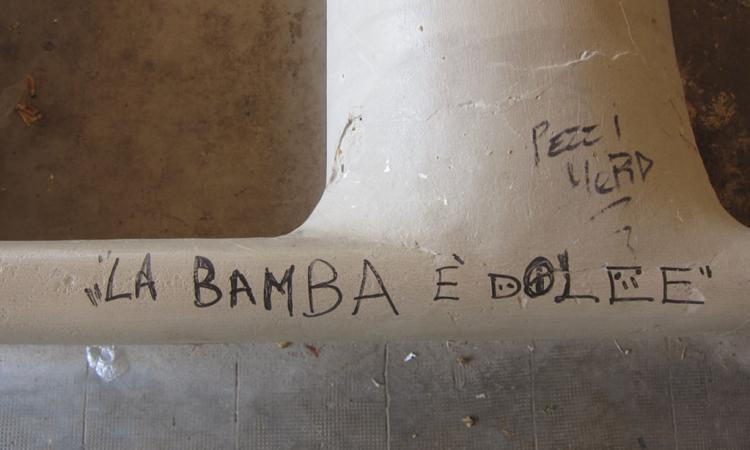 PEZZI
"LA BAMBA È DOLCE"